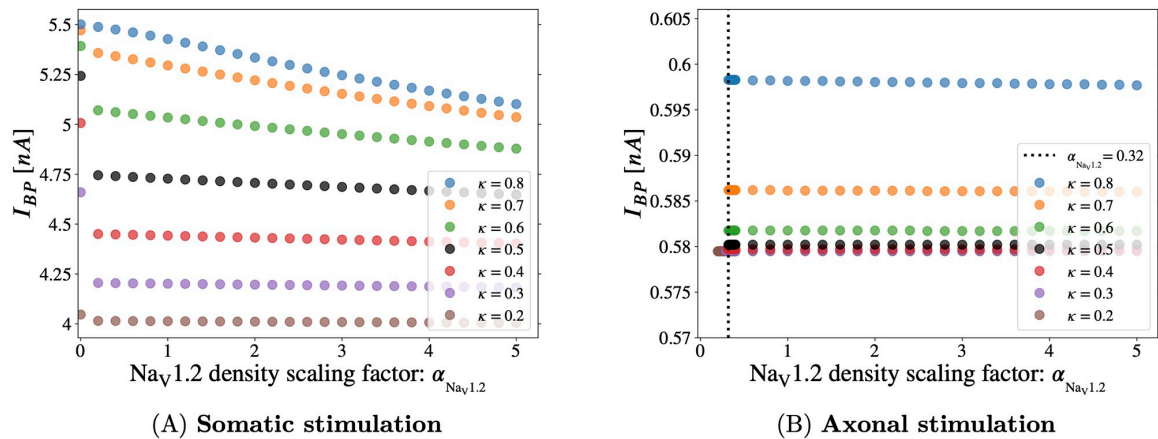 5.5
5.25
5
4.75
4.5
4.25
4
I_BP [nA]
κ = 0.8
κ = 0.7
κ = 0.6
κ = 0.5
κ = 0.4
κ = 0.3
κ = 0.2
0 1 2 3 4 5
Na_V1.2 density scaling factor: α_Na_V1.2
(A) Somatic stimulation
0.605
0.6
0.595
0.59
0.585
0.58
0.575
0.57
I_BP [nA]
α_Na_V1.2 = 0.32
κ = 0.8
κ = 0.7
κ = 0.6
κ = 0.5
κ = 0.4
κ = 0.3
κ = 0.2
0 1 2 3 4 5
Na_V1.2 density scaling factor: α_Na_V1.2
(B) Axonal stimulation